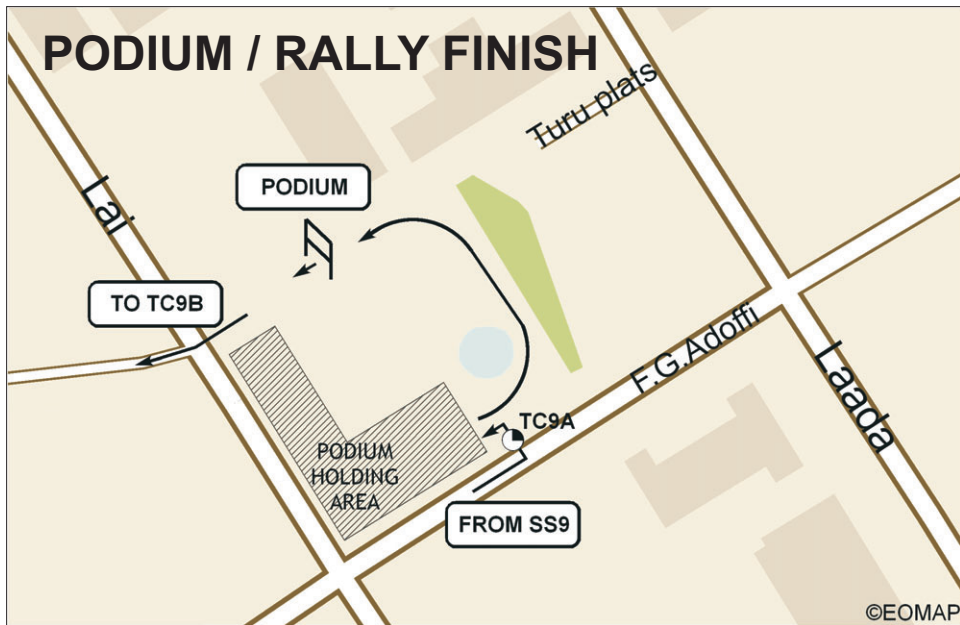 PODIUM / RALLY FINISH
Turu plats
Lai
PODIUM
TO TC9B
F.G.Adoffi
Laada
TC9A
PODIUM
HOLDING
AREA
FROM SS9
©EOMAP